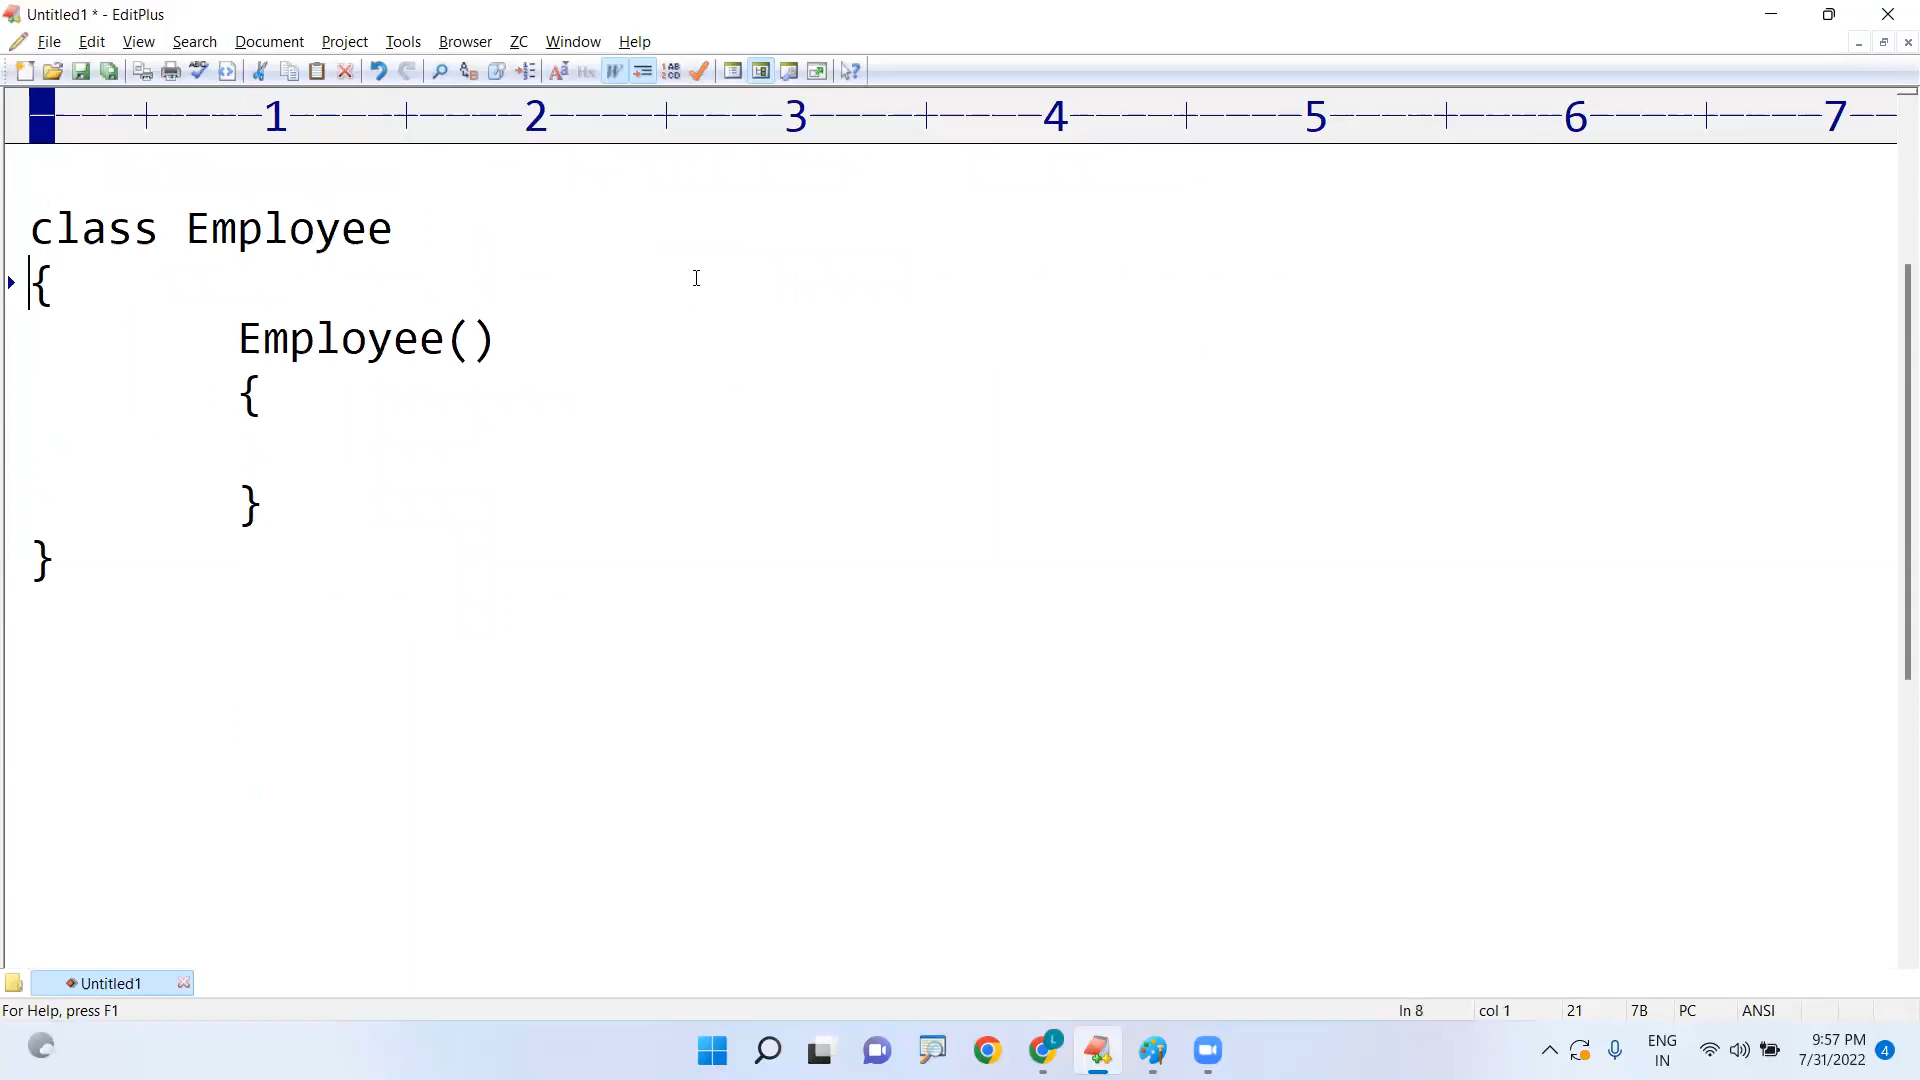 Untitled1 * - EditPlus
File Edit View Search Document Project Tools Browser ZC Window Help
1 2 3 4 5 6 7
class Employee
{
Employee()
{
}
}
Untitled1
For Help, press F1 ln 8 col 1 21 7B PC ANSI
ENG
IN
9:57 PM
7/31/2022
4